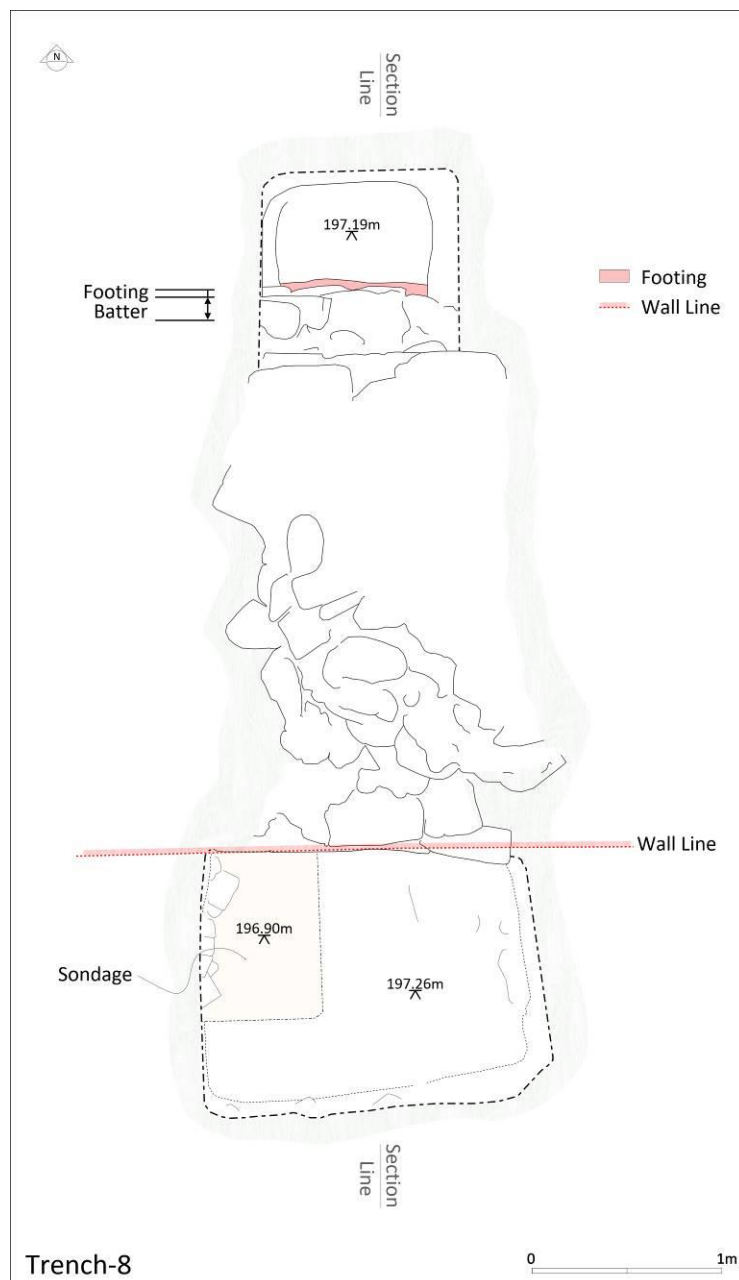 N
Section
Line
197.19m
Footing
Batter
Footing
Wall Line
Wall Line
196.90m
Sondage
197.26m
Section
Line
Trench-8
0
1m